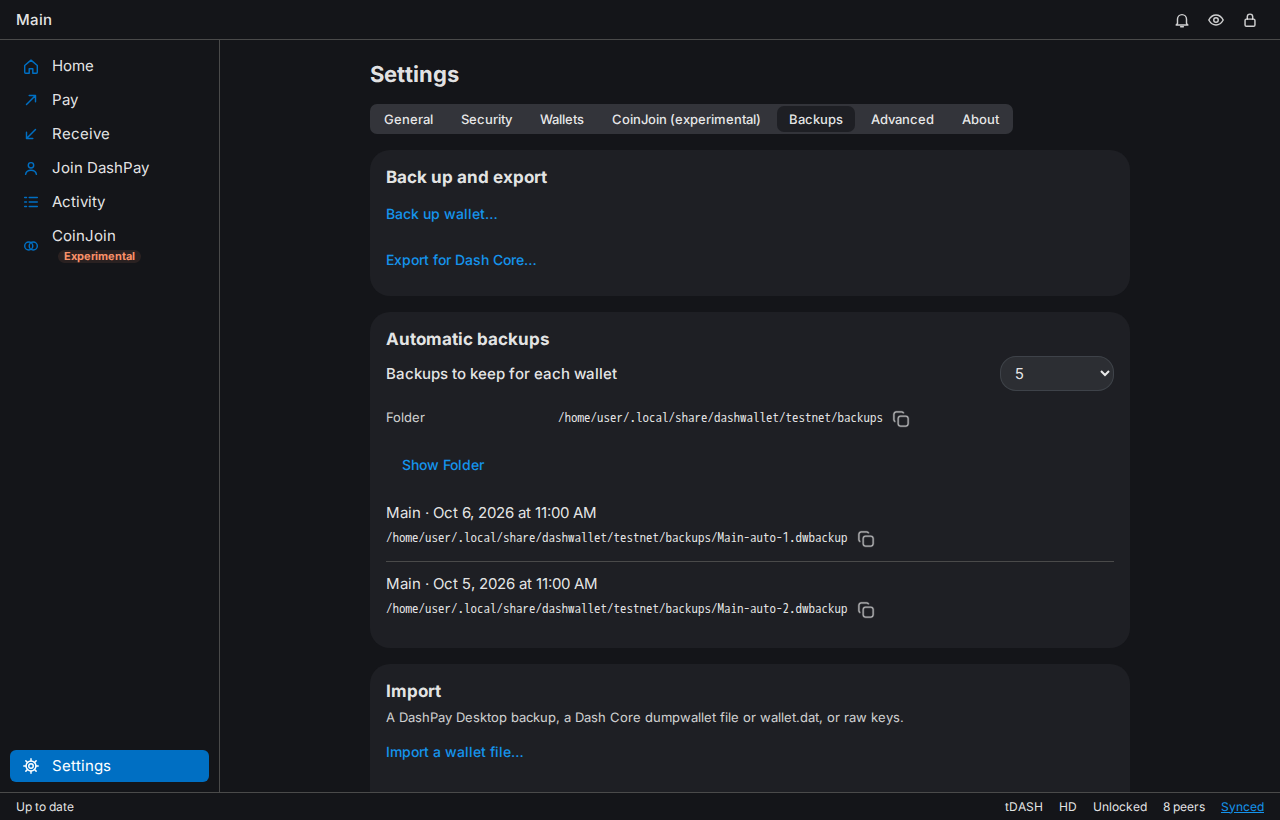 Main
Home
Pay
Receive
Join DashPay
Activity
CoinJoin
Experimental
Settings
Settings
General Security Wallets CoinJoin (experimental) Backups Advanced About
Back up and export
Back up wallet...
Export for Dash Core...
Automatic backups
Backups to keep for each wallet 5
Folder /home/user/.local/share/dashwallet/testnet/backups
Show Folder
Main · Oct 6, 2026 at 11:00 AM
/home/user/.local/share/dashwallet/testnet/backups/Main-auto-1.dwbackup
Main · Oct 5, 2026 at 11:00 AM
/home/user/.local/share/dashwallet/testnet/backups/Main-auto-2.dwbackup
Import
A DashPay Desktop backup, a Dash Core dumpwallet file or wallet.dat, or raw keys.
Import a wallet file...
Up to date tDASH HD Unlocked 8 peers Synced